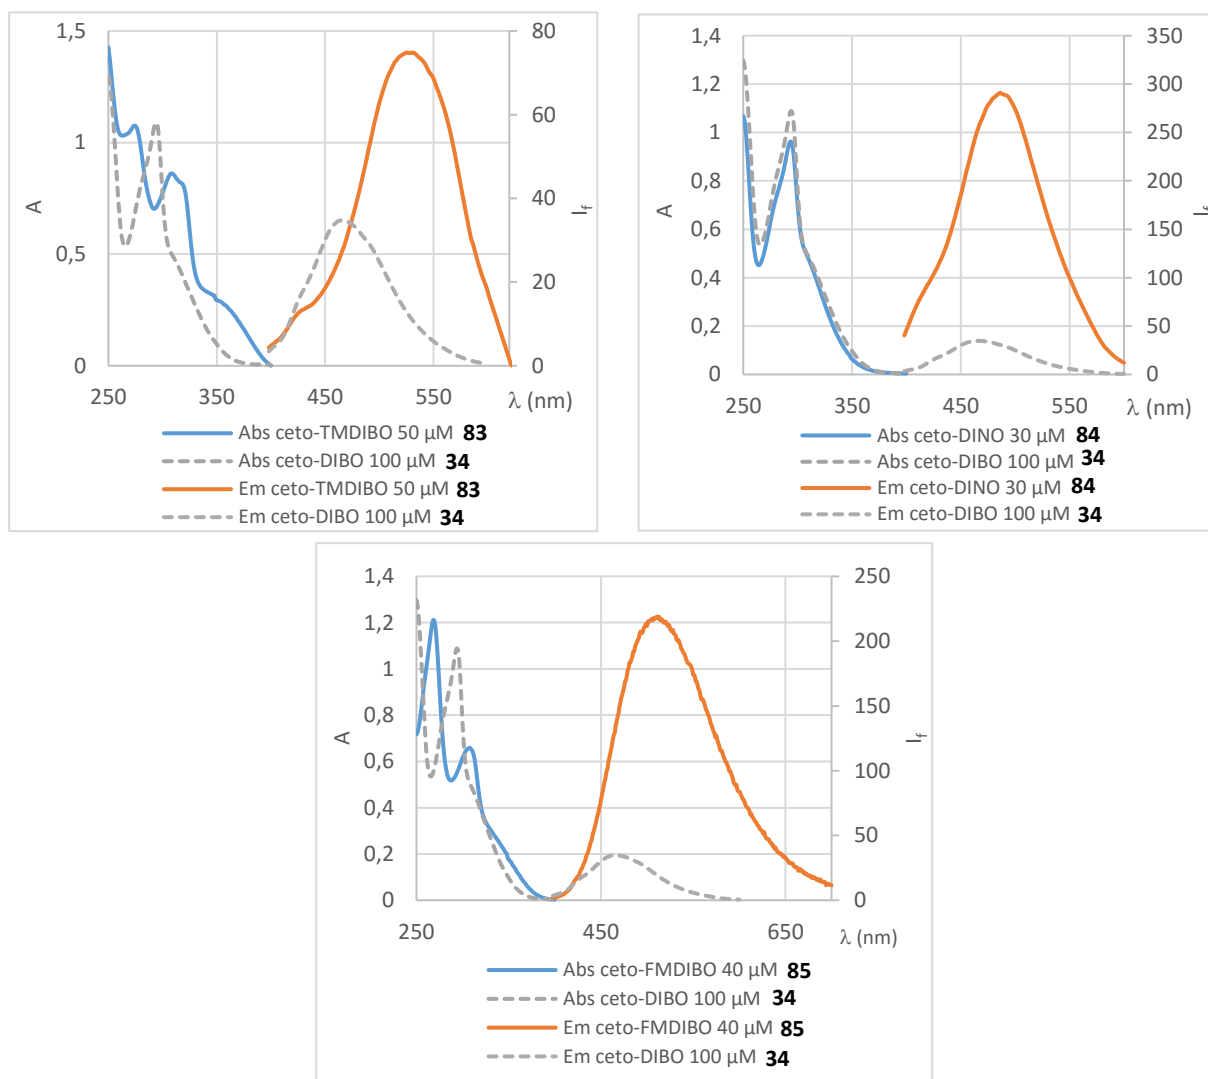 1,5
1
0,5
0
A
80
60
40
20
0
I_f
250
350
450
550
λ (nm)
Abs ceto-TMDIBO 50 µM 83
Abs ceto-DIBO 100 µM 34
Em ceto-TMDIBO 50 µM 83
Em ceto-DIBO 100 µM 34
1,4
1,2
1
0,8
0,6
0,4
0,2
0
A
350
300
250
200
150
100
50
0
I_f
250
350
450
550
λ (nm)
Abs ceto-DINO 30 µM 84
Abs ceto-DIBO 100 µM 34
Em ceto-DINO 30 µM 84
Em ceto-DIBO 100 µM 34
1,4
1,2
1
0,8
0,6
0,4
0,2
0
A
250
200
150
100
50
0
I_f
250
450
650
λ (nm)
Abs ceto-FMDIBO 40 µM 85
Abs ceto-DIBO 100 µM 34
Em ceto-FMDIBO 40 µM 85
Em ceto-DIBO 100 µM 34